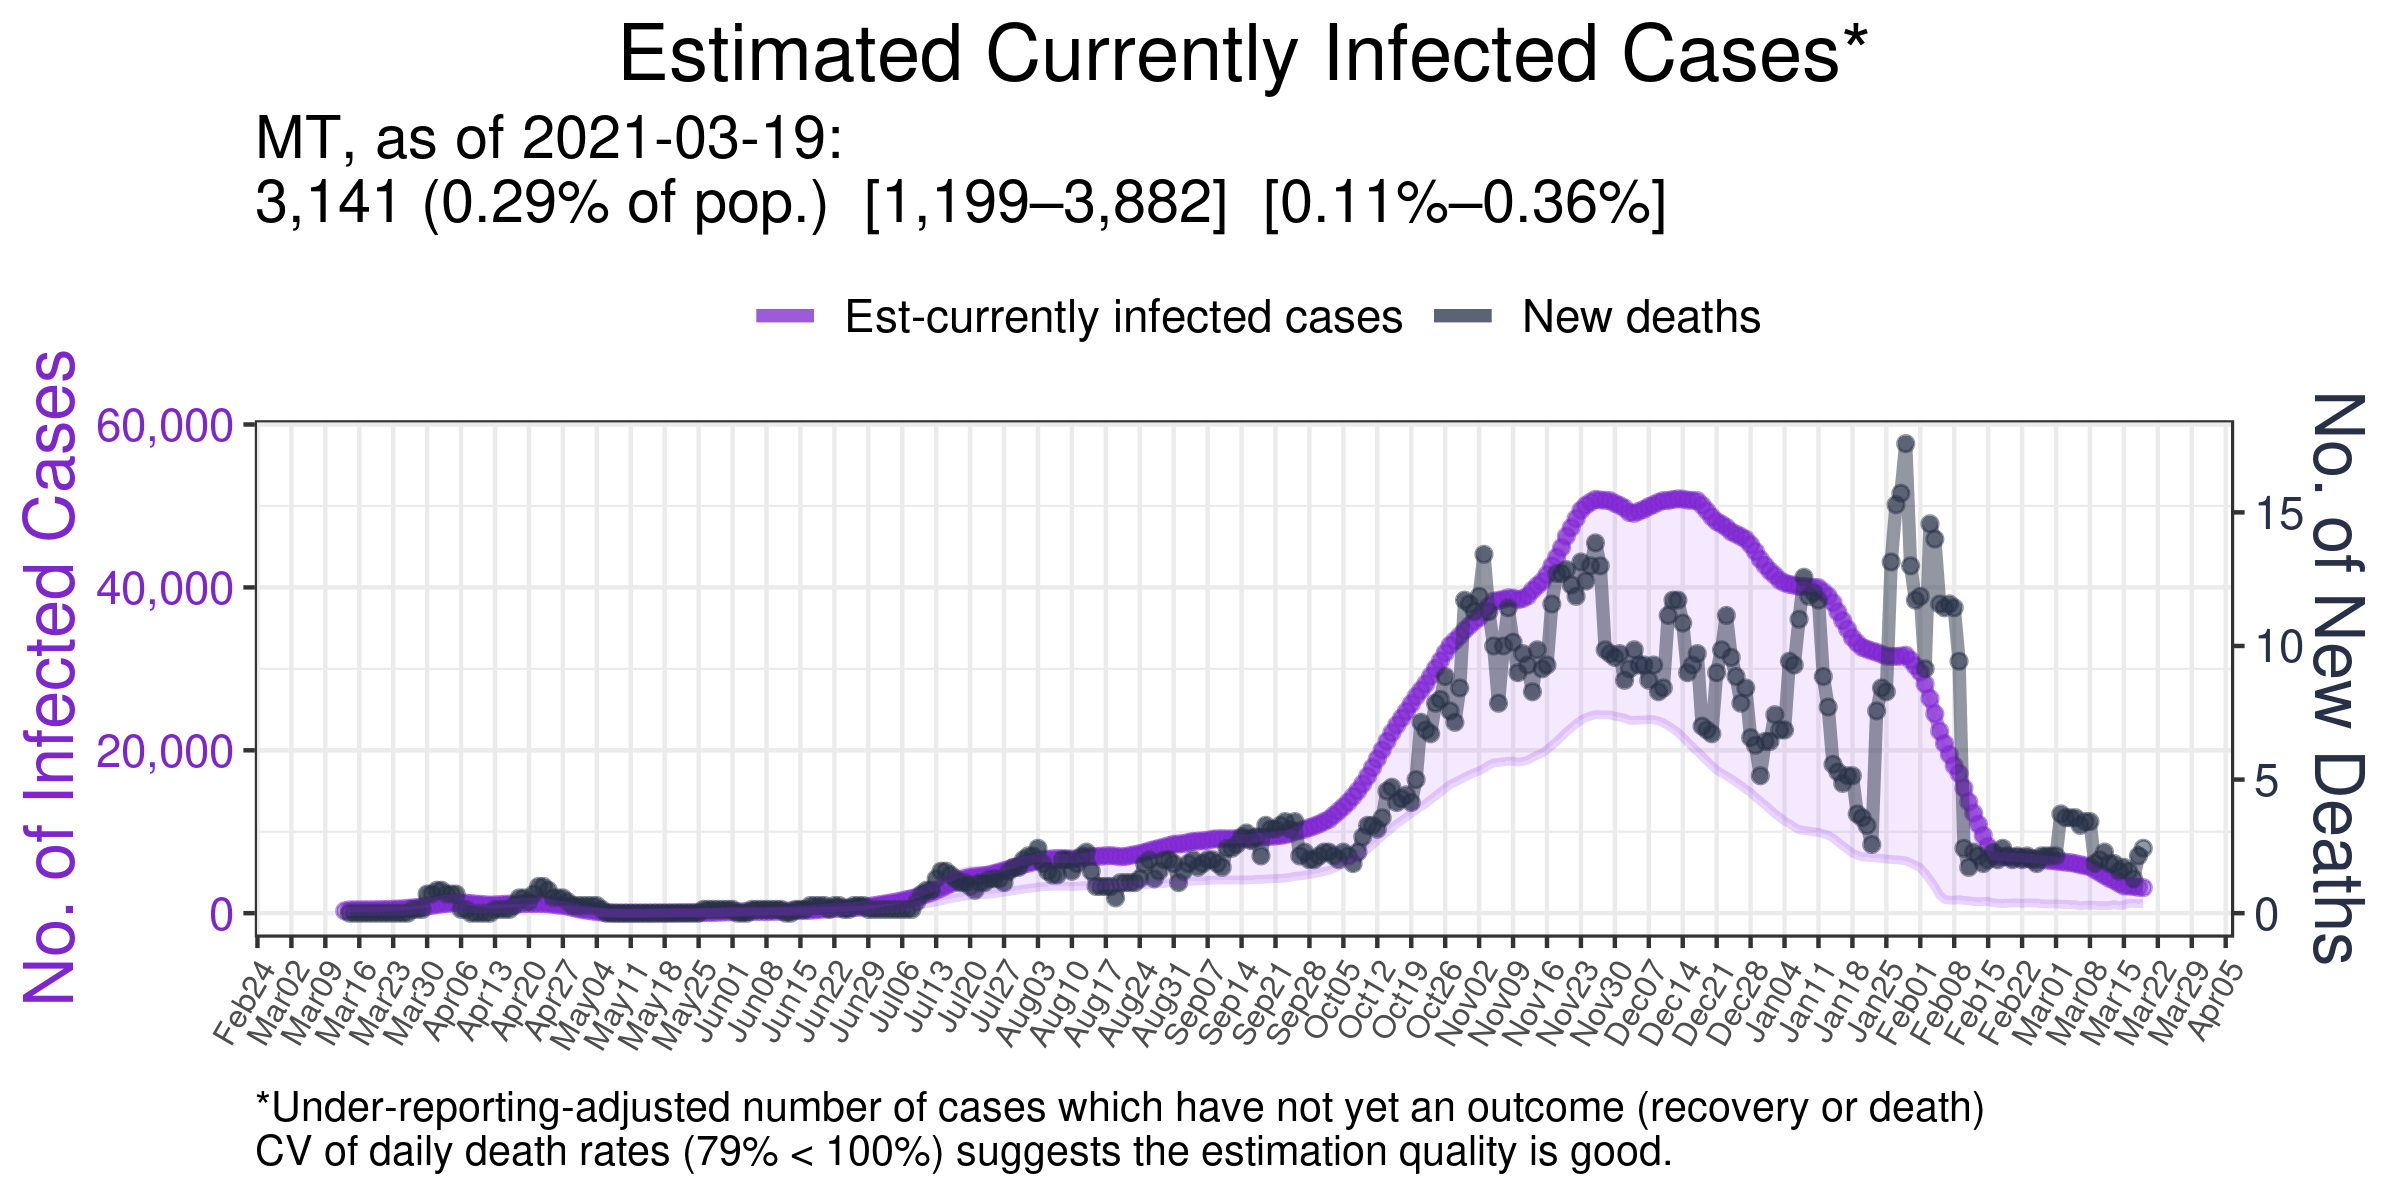 Estimated Currently Infected Cases*
MT, as of 2021-03-19:
3,141 (0.29% of pop.)  [1,199–3,882]  [0.11%–0.36%]
Est-currently infected cases
New deaths
No. of Infected Cases
60,000
40,000
20,000
0
15
10
5
0
No. of New Deaths
Feb24
Mar02
Mar09
Mar16
Mar23
Mar30
Apr06
Apr13
Apr20
Apr27
May04
May11
May18
May25
Jun01
Jun08
Jun15
Jun22
Jun29
Jul06
Jul13
Jul20
Jul27
Aug03
Aug10
Aug17
Aug24
Aug31
Sep07
Sep14
Sep21
Sep28
Oct05
Oct12
Oct19
Oct26
Nov02
Nov09
Nov16
Nov23
Nov30
Dec07
Dec14
Dec21
Dec28
Jan04
Jan11
Jan18
Jan25
Feb01
Feb08
Feb15
Feb22
Mar01
Mar08
Mar15
Mar22
Mar29
Apr05
*Under-reporting-adjusted number of cases which have not yet an outcome (recovery or death)
CV of daily death rates (79% < 100%) suggests the estimation quality is good.